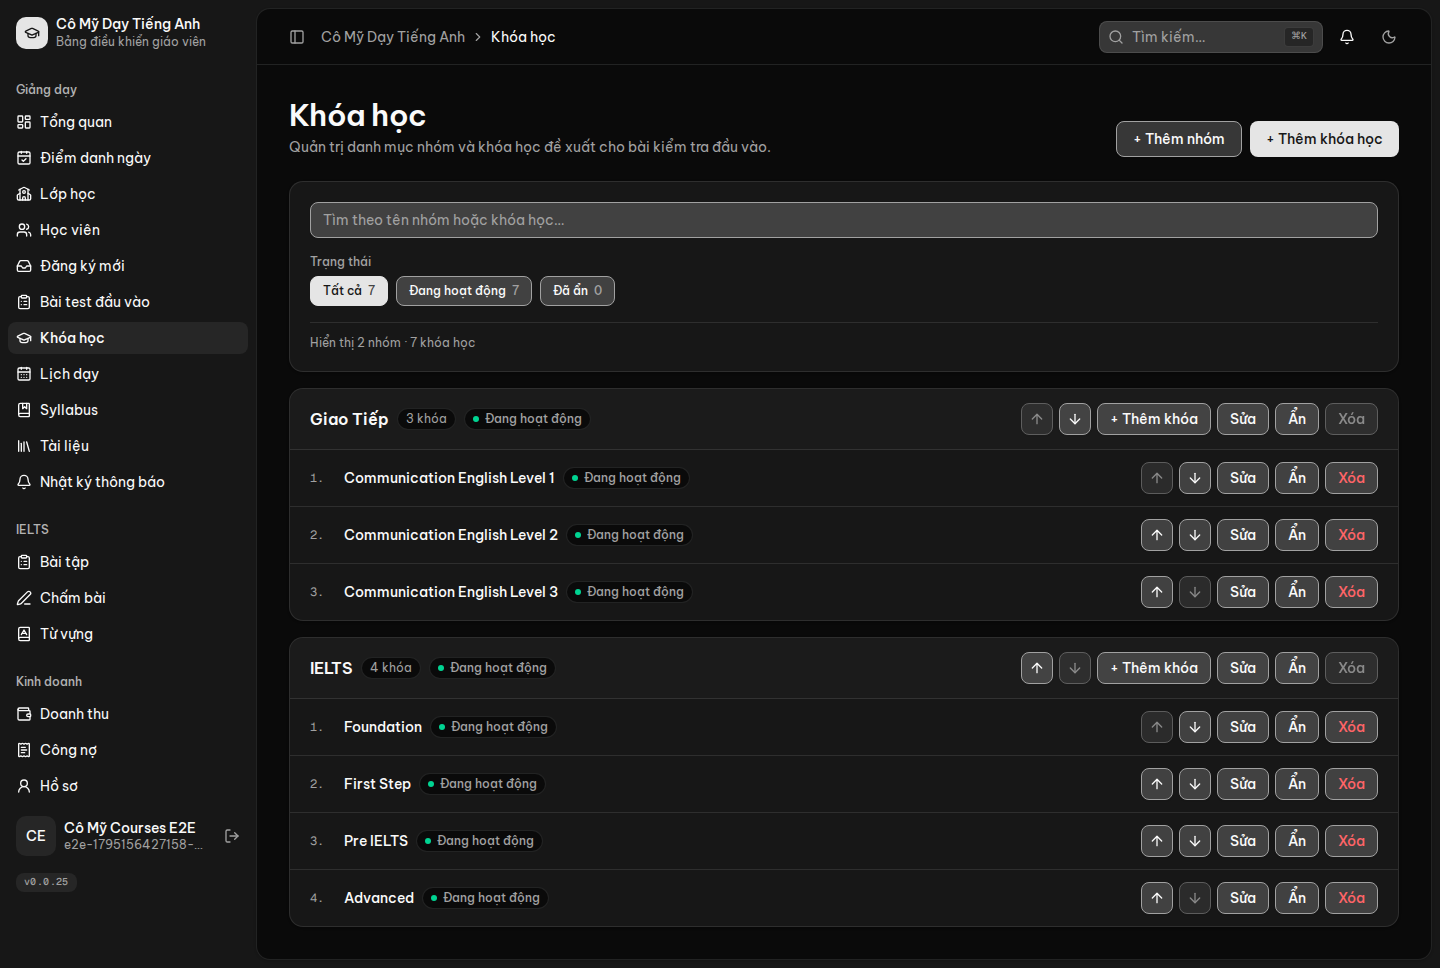 Cô Mỹ Dạy Tiếng Anh
Bảng điều khiển giáo viên
Giảng dạy
Tổng quan
Điểm danh ngày
Lớp học
Học viên
Đăng ký mới
Bài test đầu vào
Khóa học
Lịch dạy
Syllabus
Tài liệu
Nhật ký thông báo
IELTS
Bài tập
Chấm bài
Từ vựng
Kinh doanh
Doanh thu
Công nợ
Hồ sơ
CE
Cô Mỹ Courses E2E
e2e-1795156427158-...
v0.0.25
Cô Mỹ Dạy Tiếng Anh > Khóa học
Tìm kiếm... ⌘K
Khóa học
Quản trị danh mục nhóm và khóa học đề xuất cho bài kiểm tra đầu vào.
+ Thêm nhóm + Thêm khóa học
Tìm theo tên nhóm hoặc khóa học...
Trạng thái
Tất cả 7 Đang hoạt động 7 Đã ẩn 0
Hiển thị 2 nhóm · 7 khóa học
Giao Tiếp 3 khóa Đang hoạt động ↑ ↓ + Thêm khóa Sửa Ẩn Xóa
1. Communication English Level 1 Đang hoạt động ↑ ↓ Sửa Ẩn Xóa
2. Communication English Level 2 Đang hoạt động ↑ ↓ Sửa Ẩn Xóa
3. Communication English Level 3 Đang hoạt động ↑ ↓ Sửa Ẩn Xóa
IELTS 4 khóa Đang hoạt động ↑ ↓ + Thêm khóa Sửa Ẩn Xóa
1. Foundation Đang hoạt động ↑ ↓ Sửa Ẩn Xóa
2. First Step Đang hoạt động ↑ ↓ Sửa Ẩn Xóa
3. Pre IELTS Đang hoạt động ↑ ↓ Sửa Ẩn Xóa
4. Advanced Đang hoạt động ↑ ↓ Sửa Ẩn Xóa